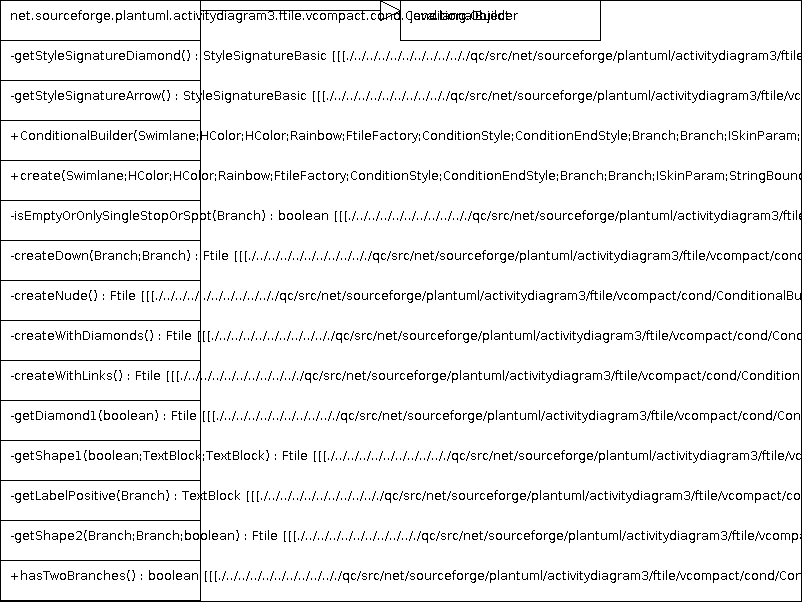 net.sourceforge.plantuml.activitydiagram3.ftile.vcompact.cond.ConditionalBuilder
java.lang.Object
-getStyleSignatureDiamond() : StyleSignatureBasic [[[./../../../../../../../../../../qc/src/net/sourceforge/plantuml/activitydiagram3/ftile
-getStyleSignatureArrow() : StyleSignatureBasic [[[./../../../../../../../../../../qc/src/net/sourceforge/plantuml/activitydiagram3/ftile/vc
+ConditionalBuilder(Swimlane;HColor;HColor;Rainbow;FtileFactory;ConditionStyle;ConditionEndStyle;Branch;Branch;ISkinParam;
+create(Swimlane;HColor;HColor;Rainbow;FtileFactory;ConditionStyle;ConditionEndStyle;Branch;Branch;ISkinParam;StringBoun
-isEmptyOrOnlySingleStopOrSpot(Branch) : boolean [[[./../../../../../../../../../../qc/src/net/sourceforge/plantuml/activitydiagram3/ftile
-createDown(Branch;Branch) : Ftile [[[./../../../../../../../../../../qc/src/net/sourceforge/plantuml/activitydiagram3/ftile/vcompact/cond
-createNude() : Ftile [[[./../../../../../../../../../../qc/src/net/sourceforge/plantuml/activitydiagram3/ftile/vcompact/cond/ConditionalBu
-createWithDiamonds() : Ftile [[[./../../../../../../../../../../qc/src/net/sourceforge/plantuml/activitydiagram3/ftile/vcompact/cond/Cond
-createWithLinks() : Ftile [[[./../../../../../../../../../../qc/src/net/sourceforge/plantuml/activitydiagram3/ftile/vcompact/cond/Condition
-getDiamond1(boolean) : Ftile [[[./../../../../../../../../../../qc/src/net/sourceforge/plantuml/activitydiagram3/ftile/vcompact/cond/Con
-getShape1(boolean;TextBlock;TextBlock) : Ftile [[[./../../../../../../../../../../qc/src/net/sourceforge/plantuml/activitydiagram3/ftile/vc
-getLabelPositive(Branch) : TextBlock [[[./../../../../../../../../../../qc/src/net/sourceforge/plantuml/activitydiagram3/ftile/vcompact/co
-getShape2(Branch;Branch;boolean) : Ftile [[[./../../../../../../../../../../qc/src/net/sourceforge/plantuml/activitydiagram3/ftile/vcomp
+hasTwoBranches() : boolean [[[./../../../../../../../../../../qc/src/net/sourceforge/plantuml/activitydiagram3/ftile/vcompact/cond/Con